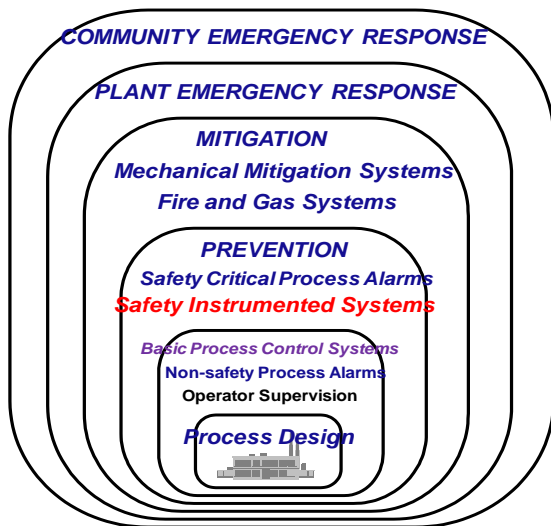 COMMUNITY EMERGENCY RESPONSE
PLANT EMERGENCY RESPONSE
MITIGATION
Mechanical Mitigation Systems
Fire and Gas Systems
PREVENTION
Safety Critical Process Alarms
Safety Instrumented Systems
Basic Process Control Systems
Non-safety Process Alarms
Operator Supervision
Process Design